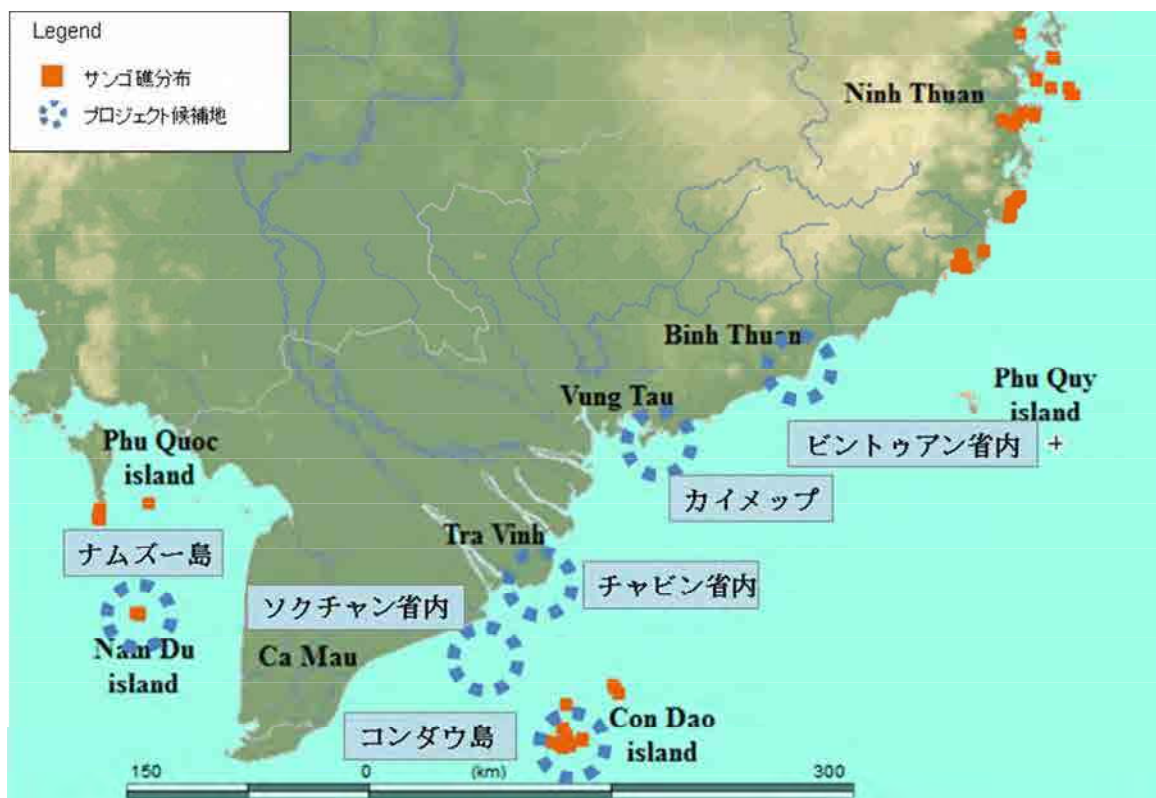 Legend
サンゴ礁分布
プロジェクト候補地
Ninh Thuan
Binh Thuan
Phu Quy
island
Vung Tau
ビントゥアン省内
カイメップ
Phu Quoc
island
Tra Vinh
ナムズー島
チャビン省内
ソクチャン省内
Nam Du
island
Ca Mau
コンダウ島
Con Dao
island
150 0 (km) 300